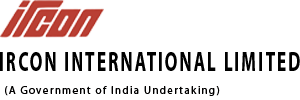 ircon
IRCON INTERNATIONAL LIMITED
(A Government of India Undertaking)